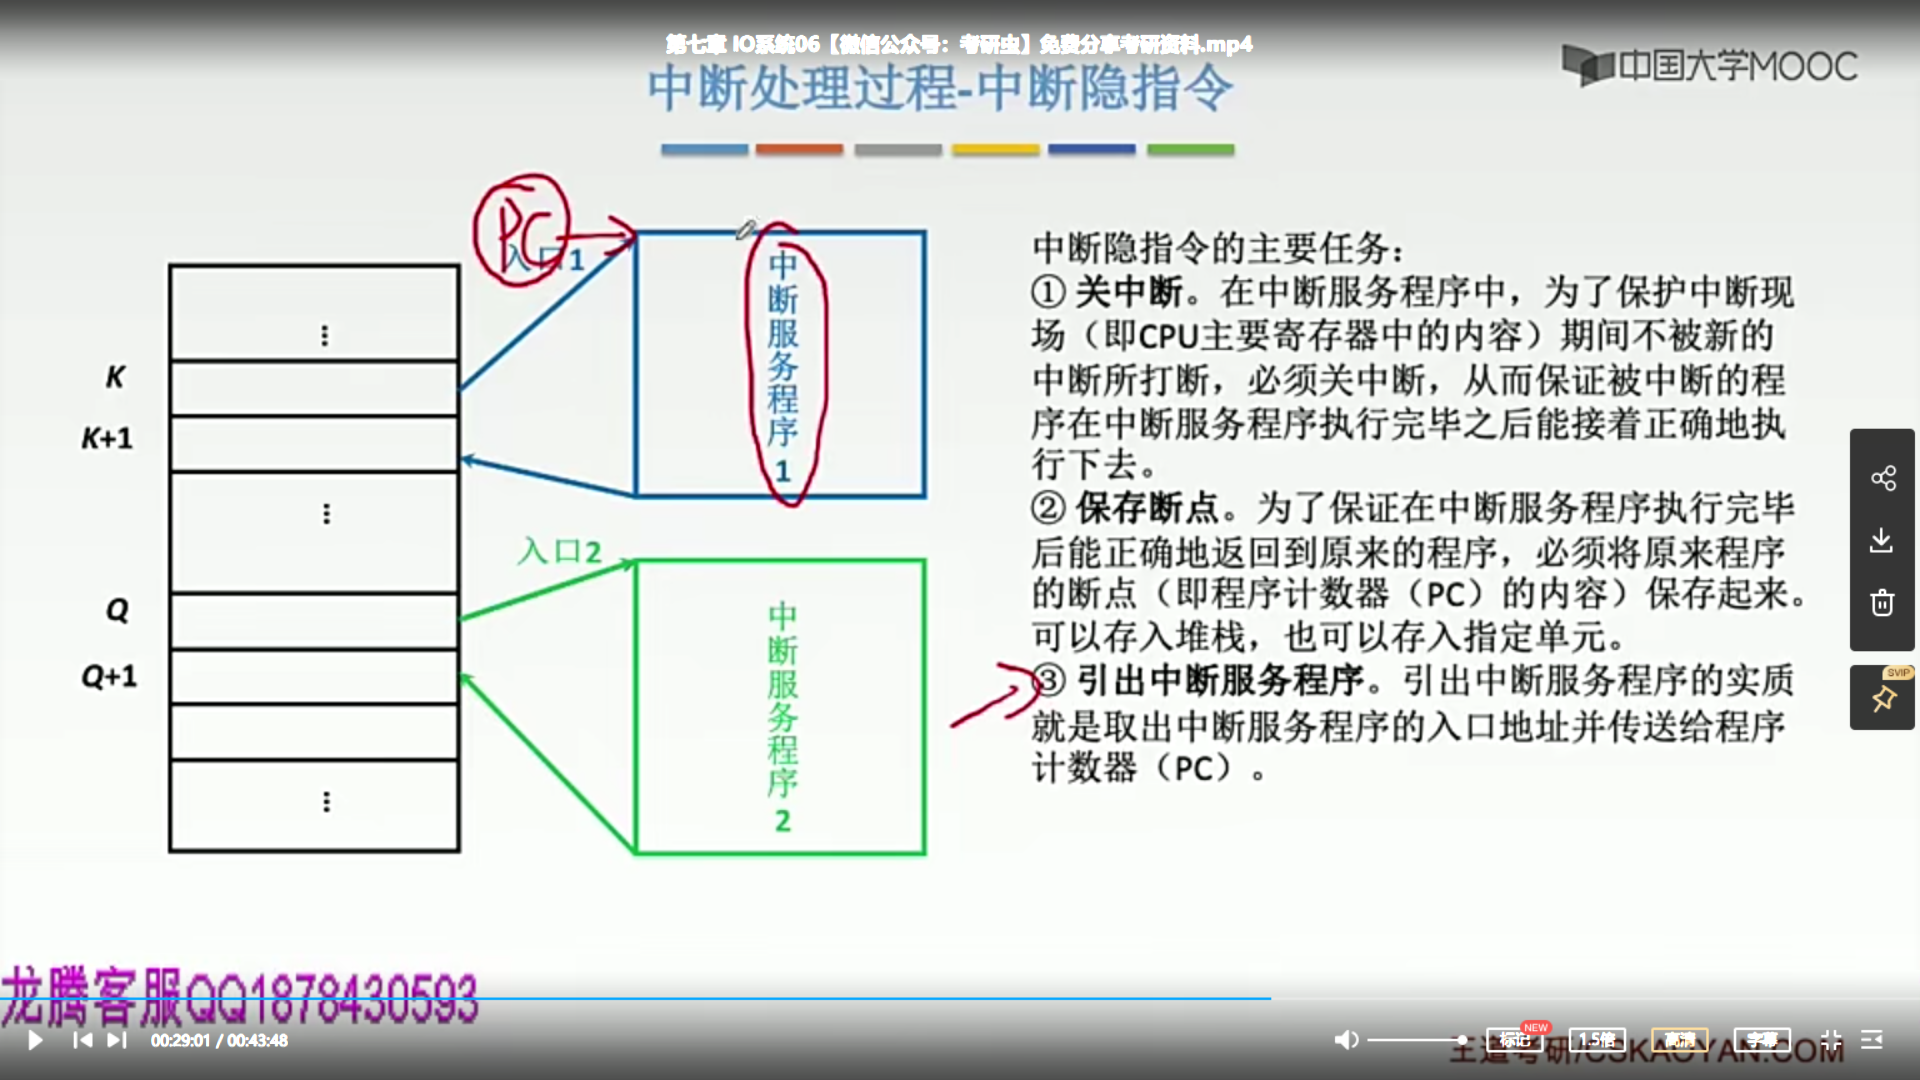 第七章 IO系统06【微信公众号：考研虫】免费分享考研资料.mp4
中国大学MOOC
中断处理过程-中断隐指令
PC
入口1
中断服务程序1
⋮
K
K+1
⋮
入口2
Q
Q+1
中断服务程序2
⋮
中断隐指令的主要任务：
① 关中断。在中断服务程序中，为了保护中断现
场（即CPU主要寄存器中的内容）期间不被新的
中断所打断，必须关中断，从而保证被中断的程
序在中断服务程序执行完毕之后能接着正确地执
行下去。
② 保存断点。为了保证在中断服务程序执行完毕
后能正确地返回到原来的程序，必须将原来程序
的断点（即程序计数器（PC）的内容）保存起来。
可以存入堆栈，也可以存入指定单元。
③ 引出中断服务程序。引出中断服务程序的实质
就是取出中断服务程序的入口地址并传送给程序
计数器（PC）。
SVIP
龙腾客服QQ1878430593
00:29:01 / 00:43:48
NEW
标记
1.5倍
高清
字幕
王道考研/CSKAOYAN.COM